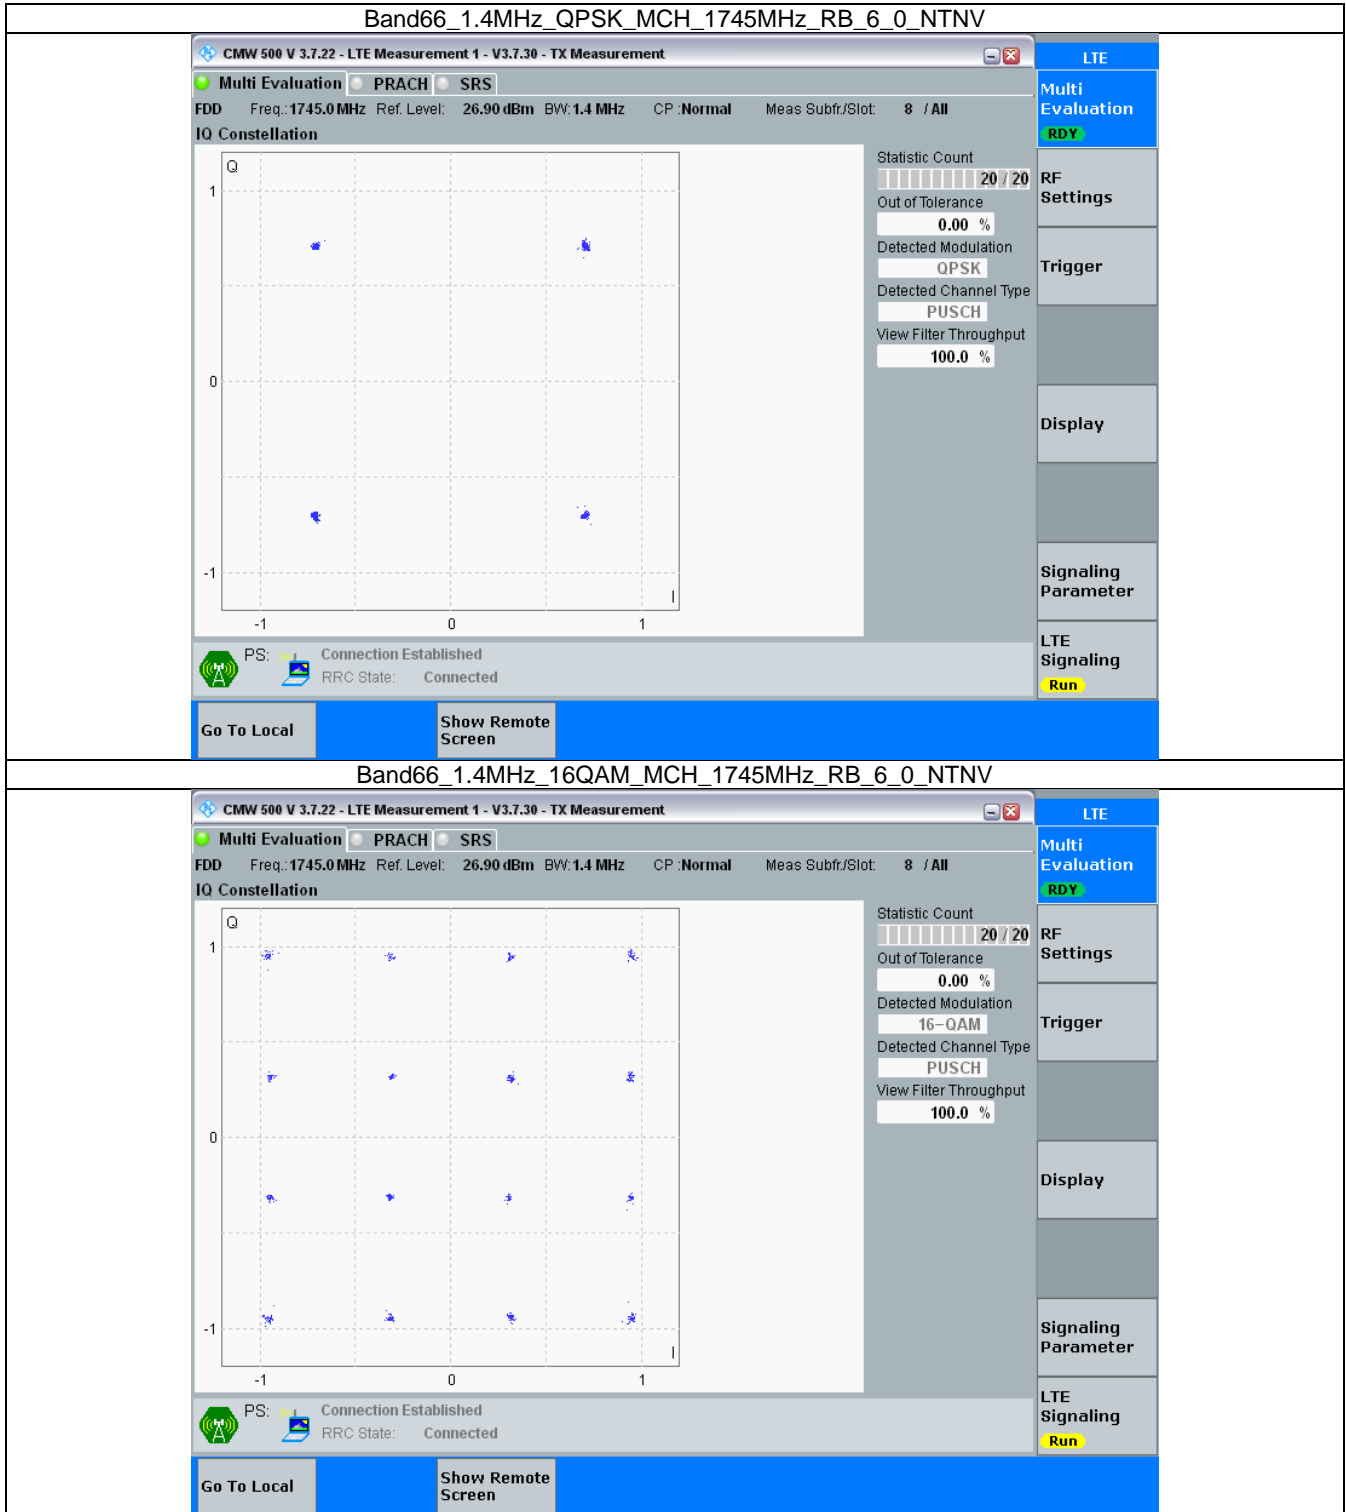 Band66_1.4MHz_QPSK_MCH_1745MHz_RB_6_0_NTNV
CMW 500 V 3.7.22 - LTE Measurement 1 - V3.7.30 - TX Measurement
LTE
Multi Evaluation PRACH SRS
Multi
Evaluation
RDY
FDD Freq.: 1745.0 MHz Ref. Level: 26.90 dBm BW: 1.4 MHz CP : Normal Meas Subfr./Slot: 8 / All
IQ Constellation
Q
1
0
-1
I
-1 0 1
Statistic Count
20 / 20
Out of Tolerance
0.00 %
Detected Modulation
QPSK
Detected Channel Type
PUSCH
View Filter Throughput
100.0 %
RF
Settings
Trigger
Display
Signaling
Parameter
LTE
Signaling
Run
PS: Connection Established
RRC State: Connected
Go To Local
Show Remote
Screen
Band66_1.4MHz_16QAM_MCH_1745MHz_RB_6_0_NTNV
CMW 500 V 3.7.22 - LTE Measurement 1 - V3.7.30 - TX Measurement
LTE
Multi Evaluation PRACH SRS
Multi
Evaluation
RDY
FDD Freq.: 1745.0 MHz Ref. Level: 26.90 dBm BW: 1.4 MHz CP : Normal Meas Subfr./Slot: 8 / All
IQ Constellation
Q
1
0
-1
I
-1 0 1
Statistic Count
20 / 20
Out of Tolerance
0.00 %
Detected Modulation
16-QAM
Detected Channel Type
PUSCH
View Filter Throughput
100.0 %
RF
Settings
Trigger
Display
Signaling
Parameter
LTE
Signaling
Run
PS: Connection Established
RRC State: Connected
Go To Local
Show Remote
Screen